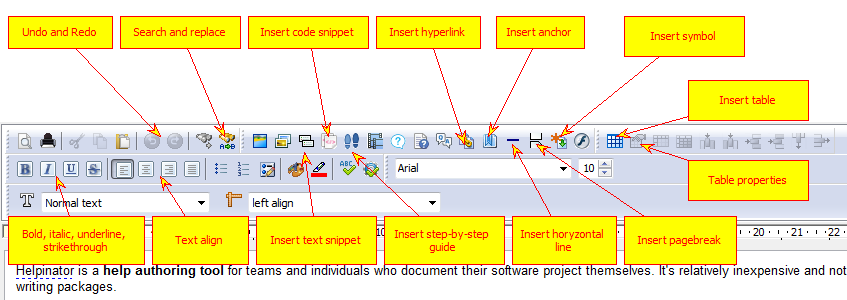 Undo and Redo
Search and replace
Insert code snippet
Insert hyperlink
Insert anchor
Insert symbol
Insert table
ABC
Arial
10
Table properties
Normal text
left align
Bold, italic, underline,
strikethrough
Text align
Insert text snippet
Insert step-by-step
guide
Insert horyzontal
line
Insert pagebreak
20
21
22
Helpinator is a help authoring tool for teams and individuals who document their software project themselves. It's relatively inexpensive and not
writing packages.